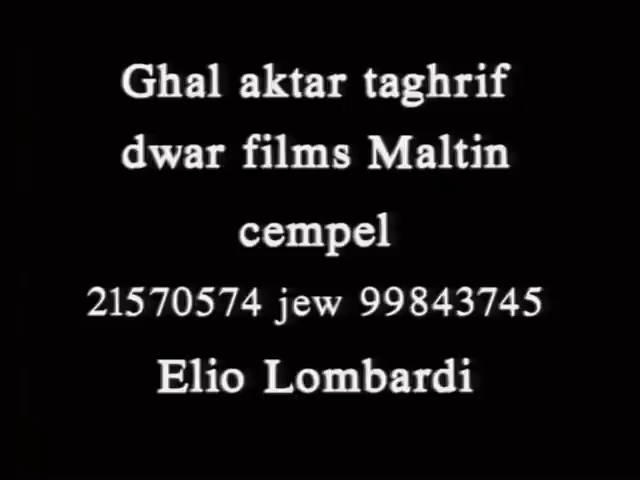 Ghal aktar taghrif
dwar films Maltin
cempel
21570574 jew 99843745
Elio Lombardi